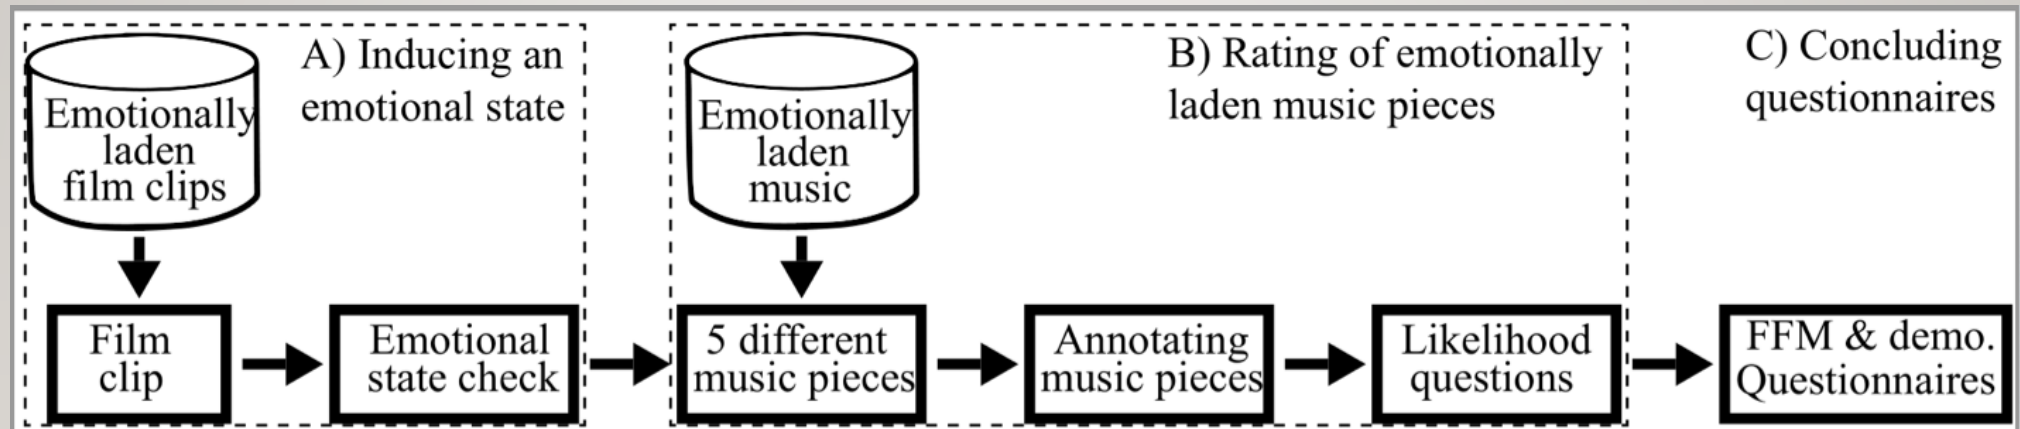 A) Inducing an
emotional state
Emotionally
laden
film clips
Film
clip
Emotional
state check
B) Rating of emotionally
laden music pieces
Emotionally
laden
music
5 different
music pieces
Annotating
music pieces
Likelihood
questions
C) Concluding
questionnaires
FFM & demo.
Questionnaires